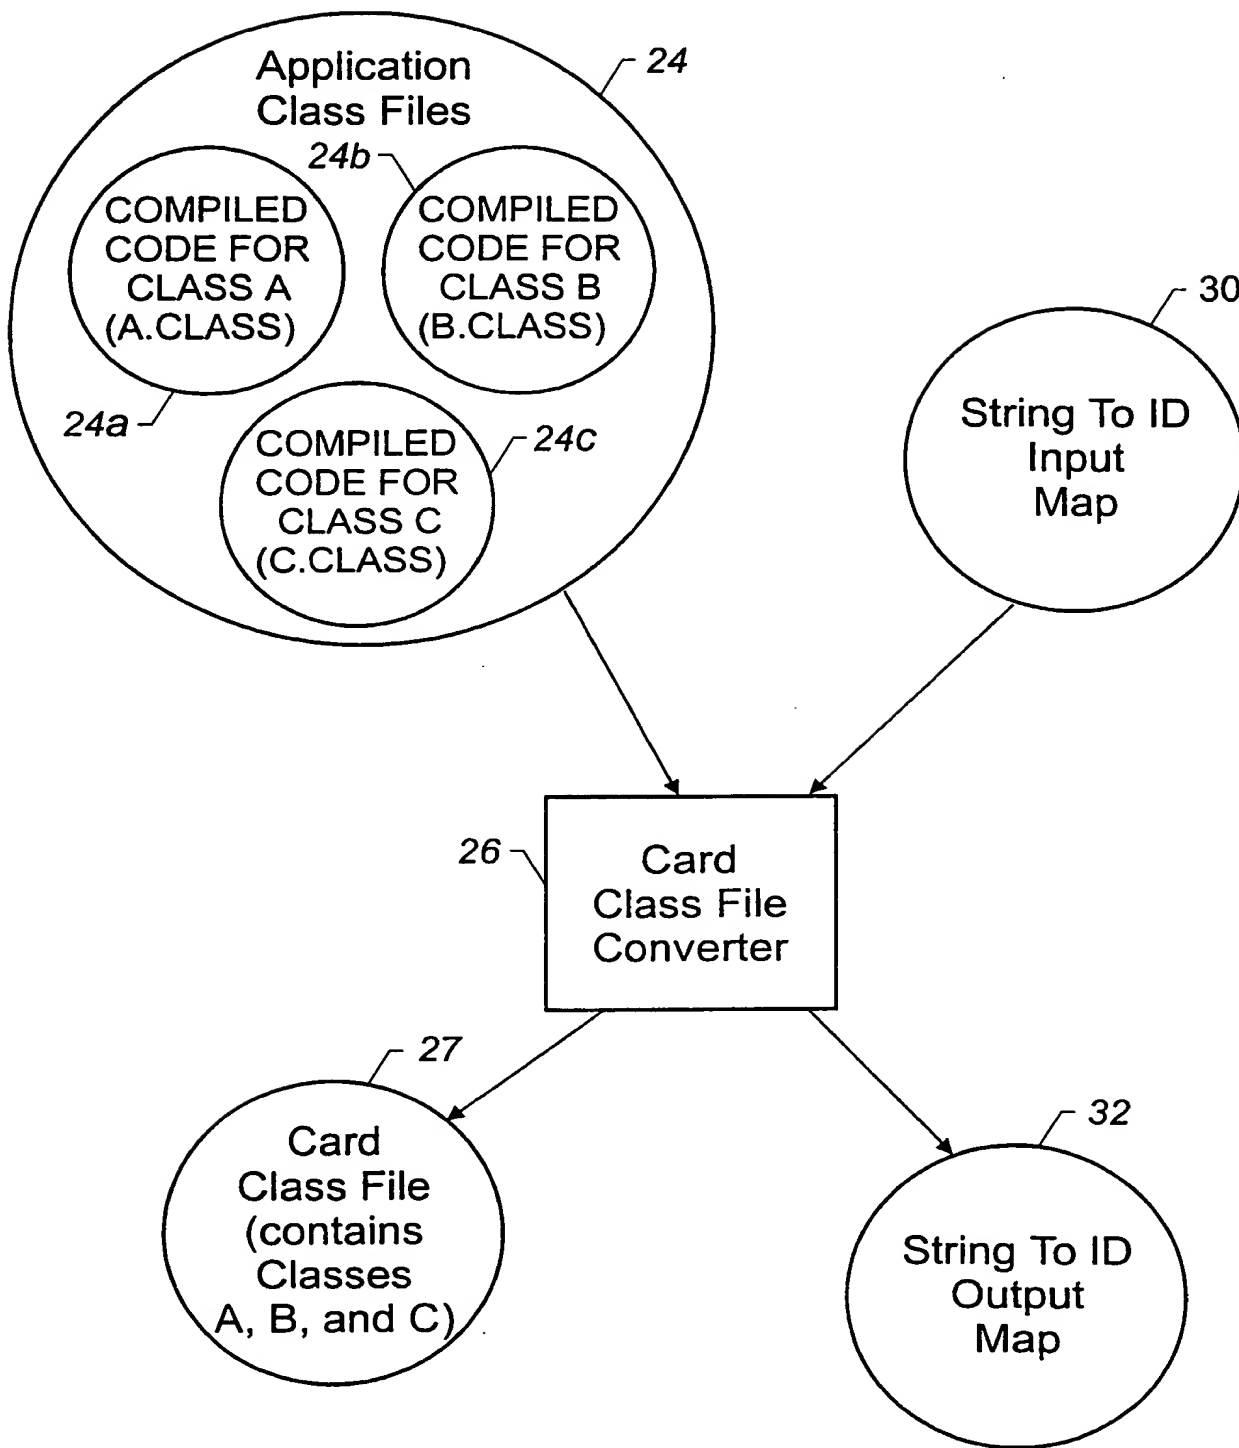 24
Application
Class Files
24b
COMPILED
CODE FOR
CLASS A
(A.CLASS)
COMPILED
CODE FOR
CLASS B
(B.CLASS)
24a
COMPILED
CODE FOR
CLASS C
(C.CLASS)
24c
30
String To ID
Input
Map
26
Card
Class File
Converter
27
Card
Class File
(contains
Classes
A, B, and C)
32
String To ID
Output
Map